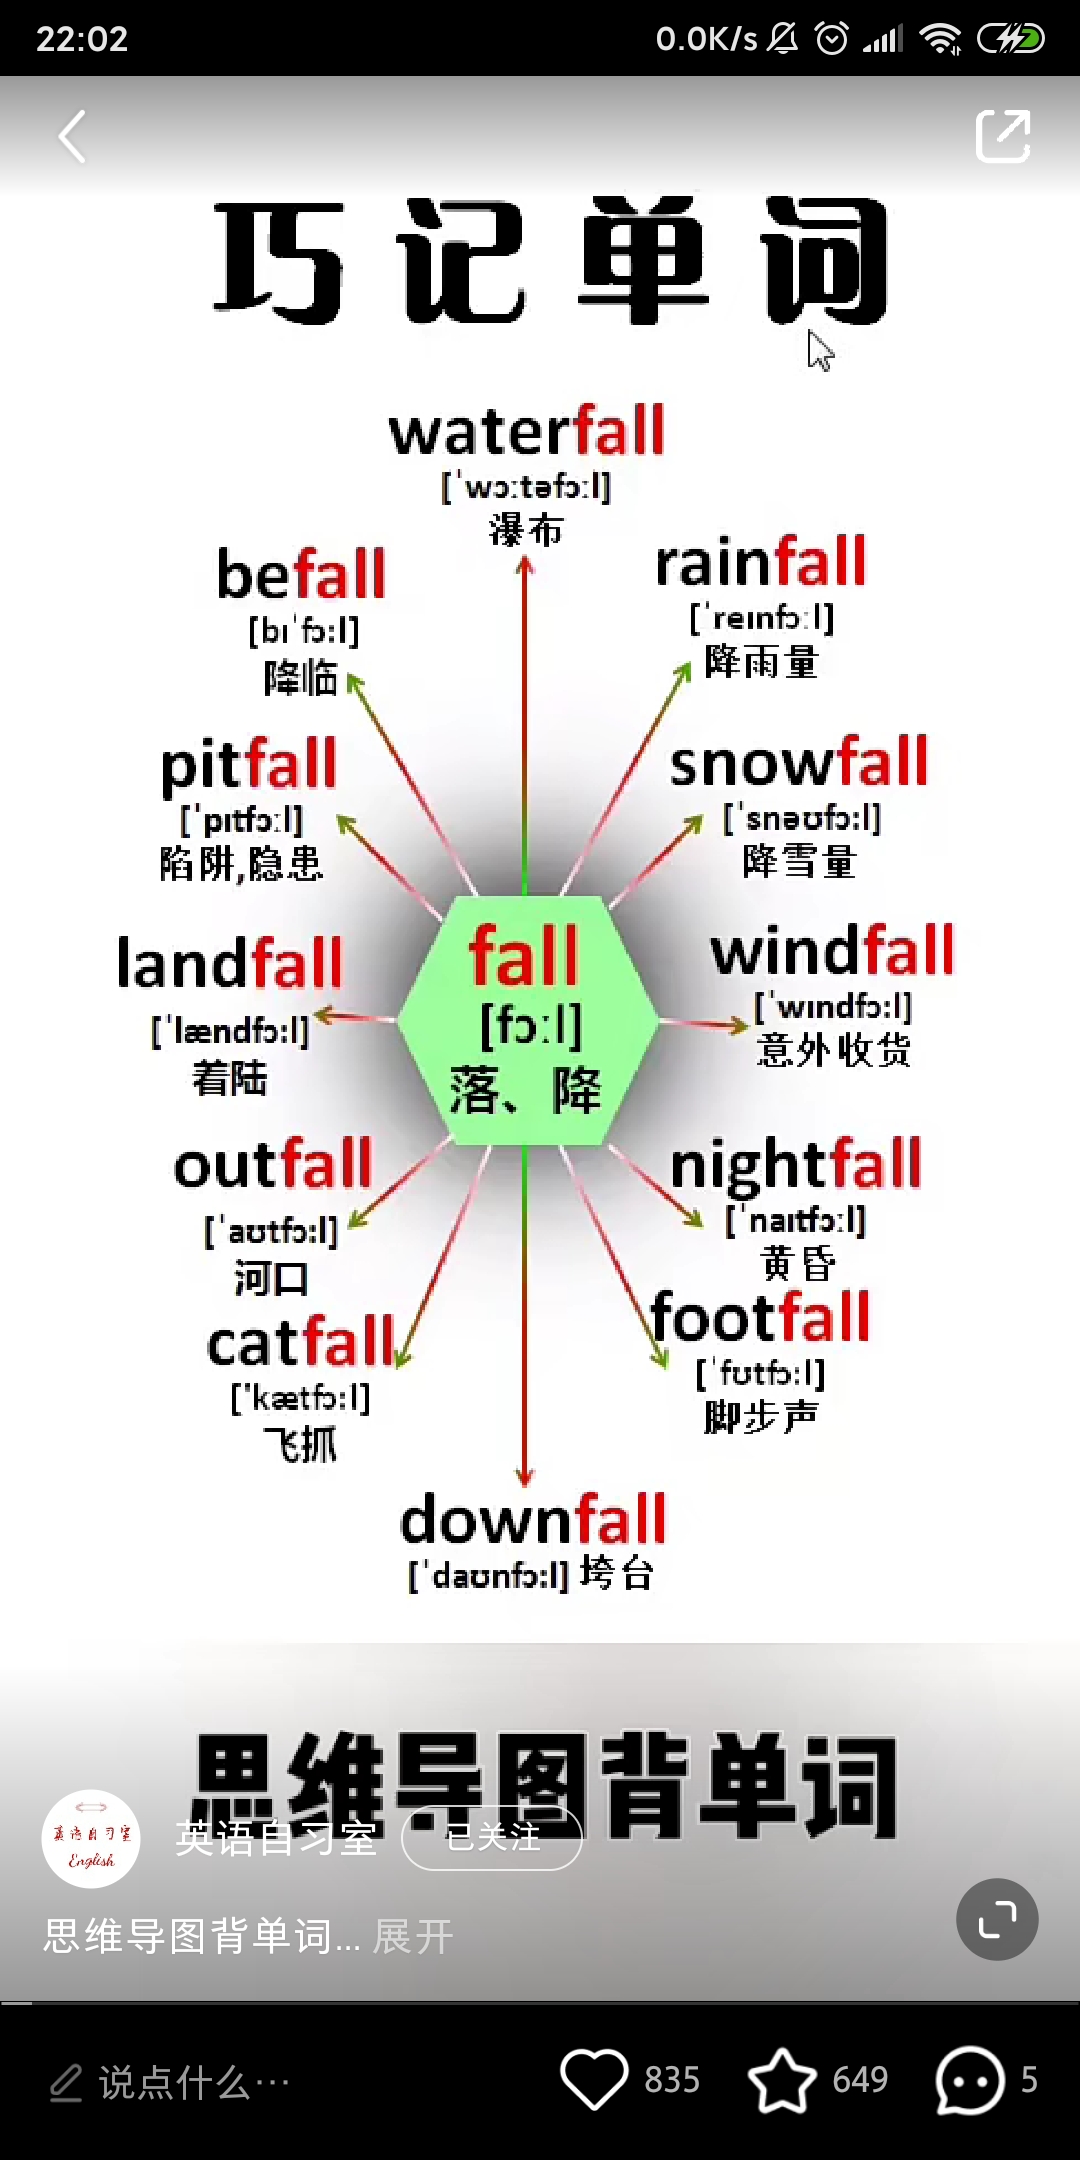 22:02
0.0K/s
巧记单词
waterfall
[ˈwɔːtəfɔːl]
瀑布
befall
[bɪˈfɔːl]
降临
rainfall
[ˈreɪnfɔːl]
降雨量
pitfall
[ˈpɪtfɔːl]
陷阱,隐患
snowfall
[ˈsnəʊfɔːl]
降雪量
fall
[fɔːl]
落、降
landfall
[ˈlændfɔːl]
着陆
windfall
[ˈwɪndfɔːl]
意外收货
outfall
[ˈaʊtfɔːl]
河口
nightfall
[ˈnaɪtfɔːl]
黄昏
catfall
['kætfɔːl]
飞抓
footfall
[ˈfʊtfɔːl]
脚步声
downfall
[ˈdaʊnfɔːl] 垮台
思维导图背单词
英语自习室
English
英语自习室
已关注
思维导图背单词... 展开
说点什么...
835
649
5